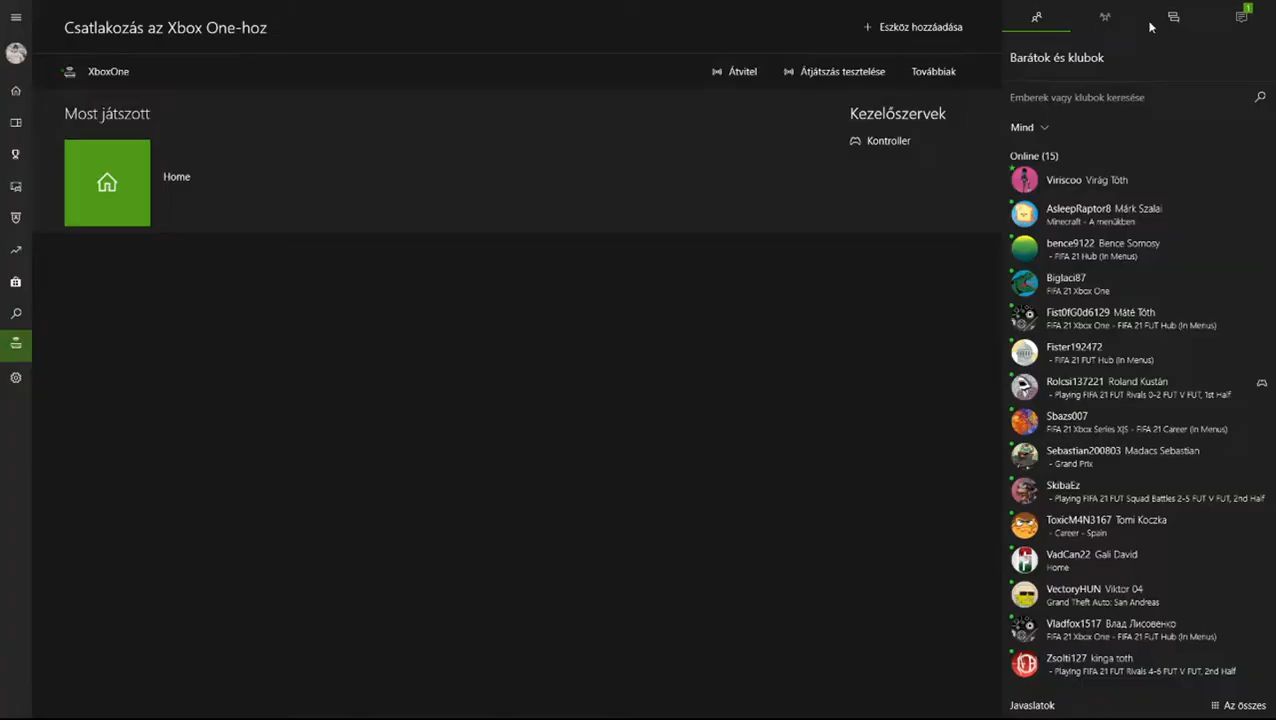 Csatlakozás az Xbox One-hoz
Eszköz hozzáadása
XboxOne
Átvitel
Átjátszás tesztelése
Továbbiak
Most játszott
Home
Kezelőszervek
Kontroller
1
Barátok és klubok
Emberek vagy klubok keresése
Mind
Online (15)
Viriscoo Virág Tóth
AsleepRaptor8 Márk Szalai
Minecraft - A menükben
bence9122 Bence Somosy
- FIFA 21 Hub (In Menus)
Biglaci87
FIFA 21 Xbox One
Fist0fG0d6129 Máté Tóth
FIFA 21 Xbox One - FIFA 21 FUT Hub (In Menus)
Fister192472
- FIFA 21 FUT Hub (In Menus)
Rolcsi137221 Roland Kustán
- Playing FIFA 21 FUT Rivals 0-2 FUT V FUT, 1st Half
Sbazs007
FIFA 21 Xbox Series X|S - FIFA 21 Career (In Menus)
Sebastian200803 Madacs Sebastian
- Grand Prix
SkibaEz
- Playing FIFA 21 FUT Squad Battles 2-5 FUT V FUT, 2nd Half
ToxicM4N3167 Tomi Koczka
- Career - Spain
VadCan22 Gali David
Home
VectoryHUN Viktor 04
Grand Theft Auto: San Andreas
Vladfox1517 Влад Лисовенко
FIFA 21 Xbox One - FIFA 21 FUT Hub (In Menus)
Zsolti127 kinga toth
- Playing FIFA 21 FUT Rivals 4-6 FUT V FUT, 2nd Half
Javaslatok
Az összes